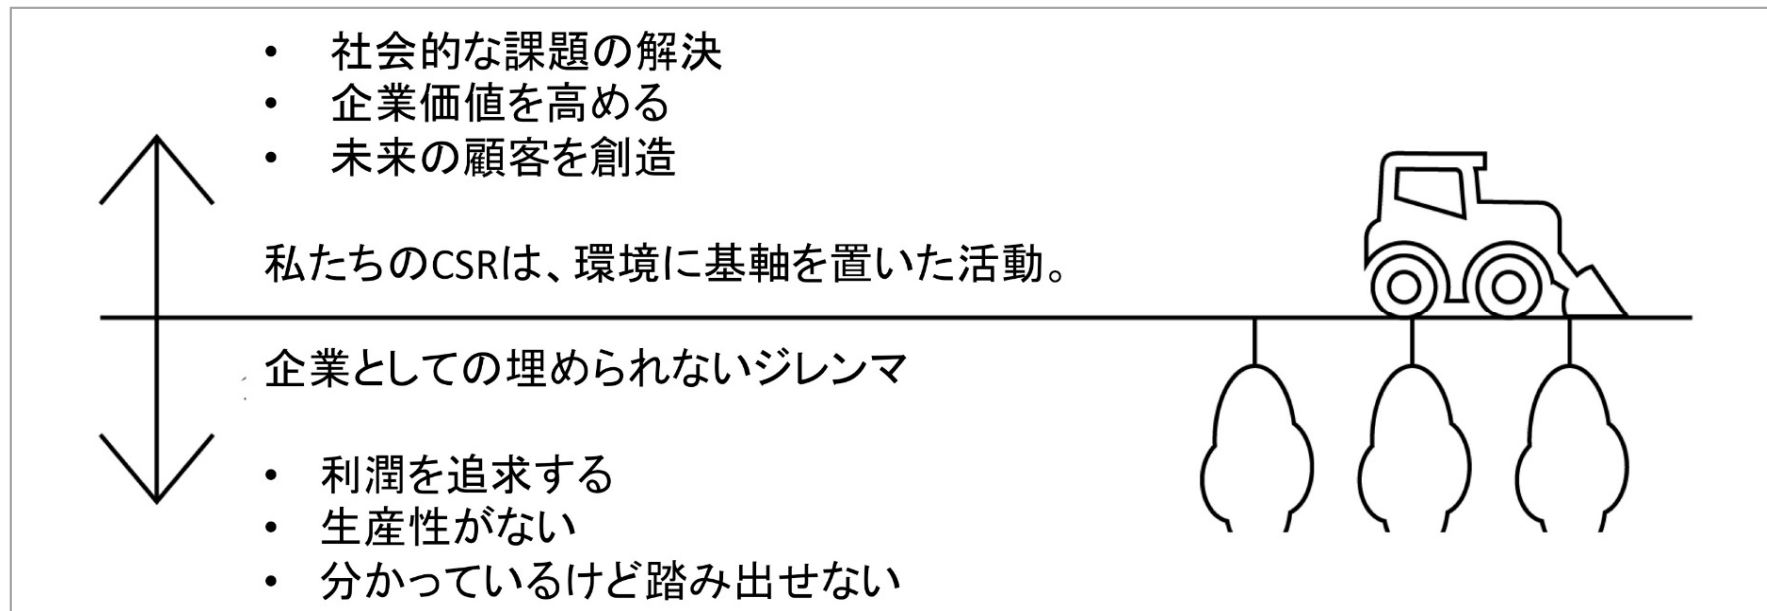 • 社会的な課題の解決
• 企業価値を高める
• 未来の顧客を創造
私たちのCSRは、環境に基軸を置いた活動。
企業としての埋められないジレンマ
• 利潤を追求する
• 生産性がない
• 分かっているけど踏み出せない